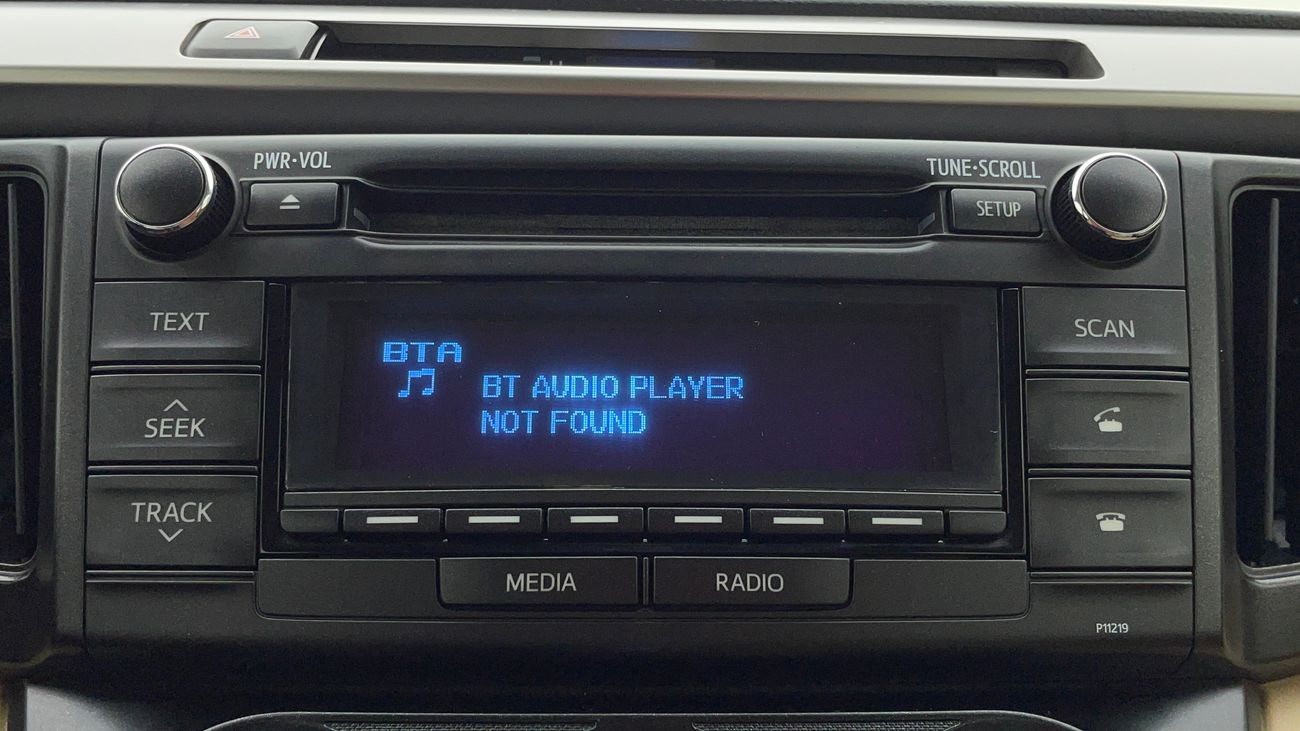 PWR·VOL
TUNE·SCROLL
SETUP
TEXT
SCAN
BTA
BT AUDIO PLAYER
NOT FOUND
SEEK
TRACK
MEDIA
RADIO
P11219